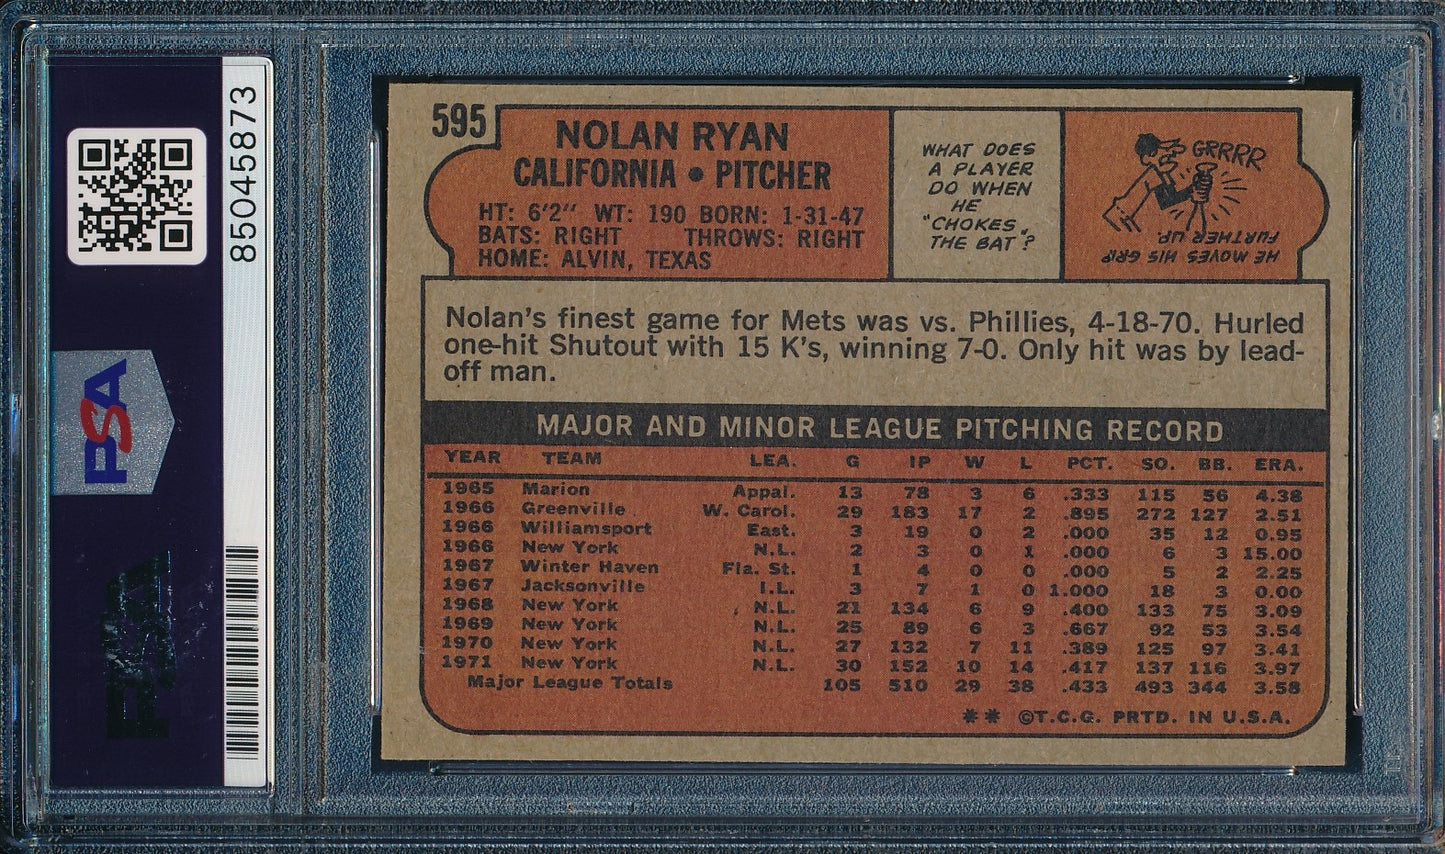 85045873
PSA
PSA
595
NOLAN RYAN
CALIFORNIA • PITCHER
HT: 6'2" WT: 190 BORN: 1-31-47
BATS: RIGHT THROWS: RIGHT
HOME: ALVIN, TEXAS
WHAT DOES
A PLAYER
DO WHEN
HE
"CHOKES"
THE BAT?
GRRRR
HE MOVES HIS GRIP
FURTHER UP.
Nolan's finest game for Mets was vs. Phillies, 4-18-70. Hurled
one-hit Shutout with 15 K's, winning 7-0. Only hit was by lead-
off man.
MAJOR AND MINOR LEAGUE PITCHING RECORD
YEAR TEAM LEA. G IP W L PCT. SO. BB. ERA.
1965 Marion Appal. 13 78 3 6 .333 115 56 4.38
1966 Greenville W. Carol. 29 183 17 2 .895 272 127 2.51
1966 Williamsport East. 3 19 0 2 .000 35 12 0.95
1966 New York N.L. 2 3 0 1 .000 6 3 15.00
1967 Winter Haven Fla. St. 1 4 0 0 .000 5 2 2.25
1967 Jacksonville I.L. 3 7 1 0 1.000 18 3 0.00
1968 New York N.L. 21 134 6 9 .400 133 75 3.09
1969 New York N.L. 25 89 6 3 .667 92 53 3.54
1970 New York N.L. 27 132 7 11 .389 125 97 3.41
1971 New York N.L. 30 152 10 14 .417 137 116 3.97
Major League Totals 105 510 29 38 .433 493 344 3.58
** ©T.C.G. PRTD. IN U.S.A.
PSA